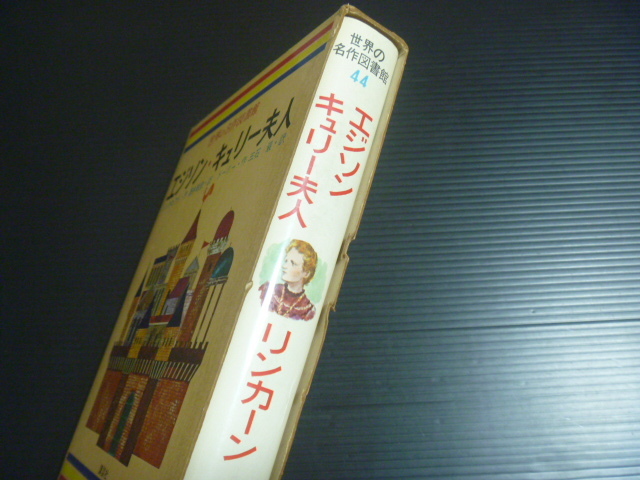 世界の
名作図書館
44
エジソン
キュリー夫人
リンカーン
エジソン・キュリー夫人